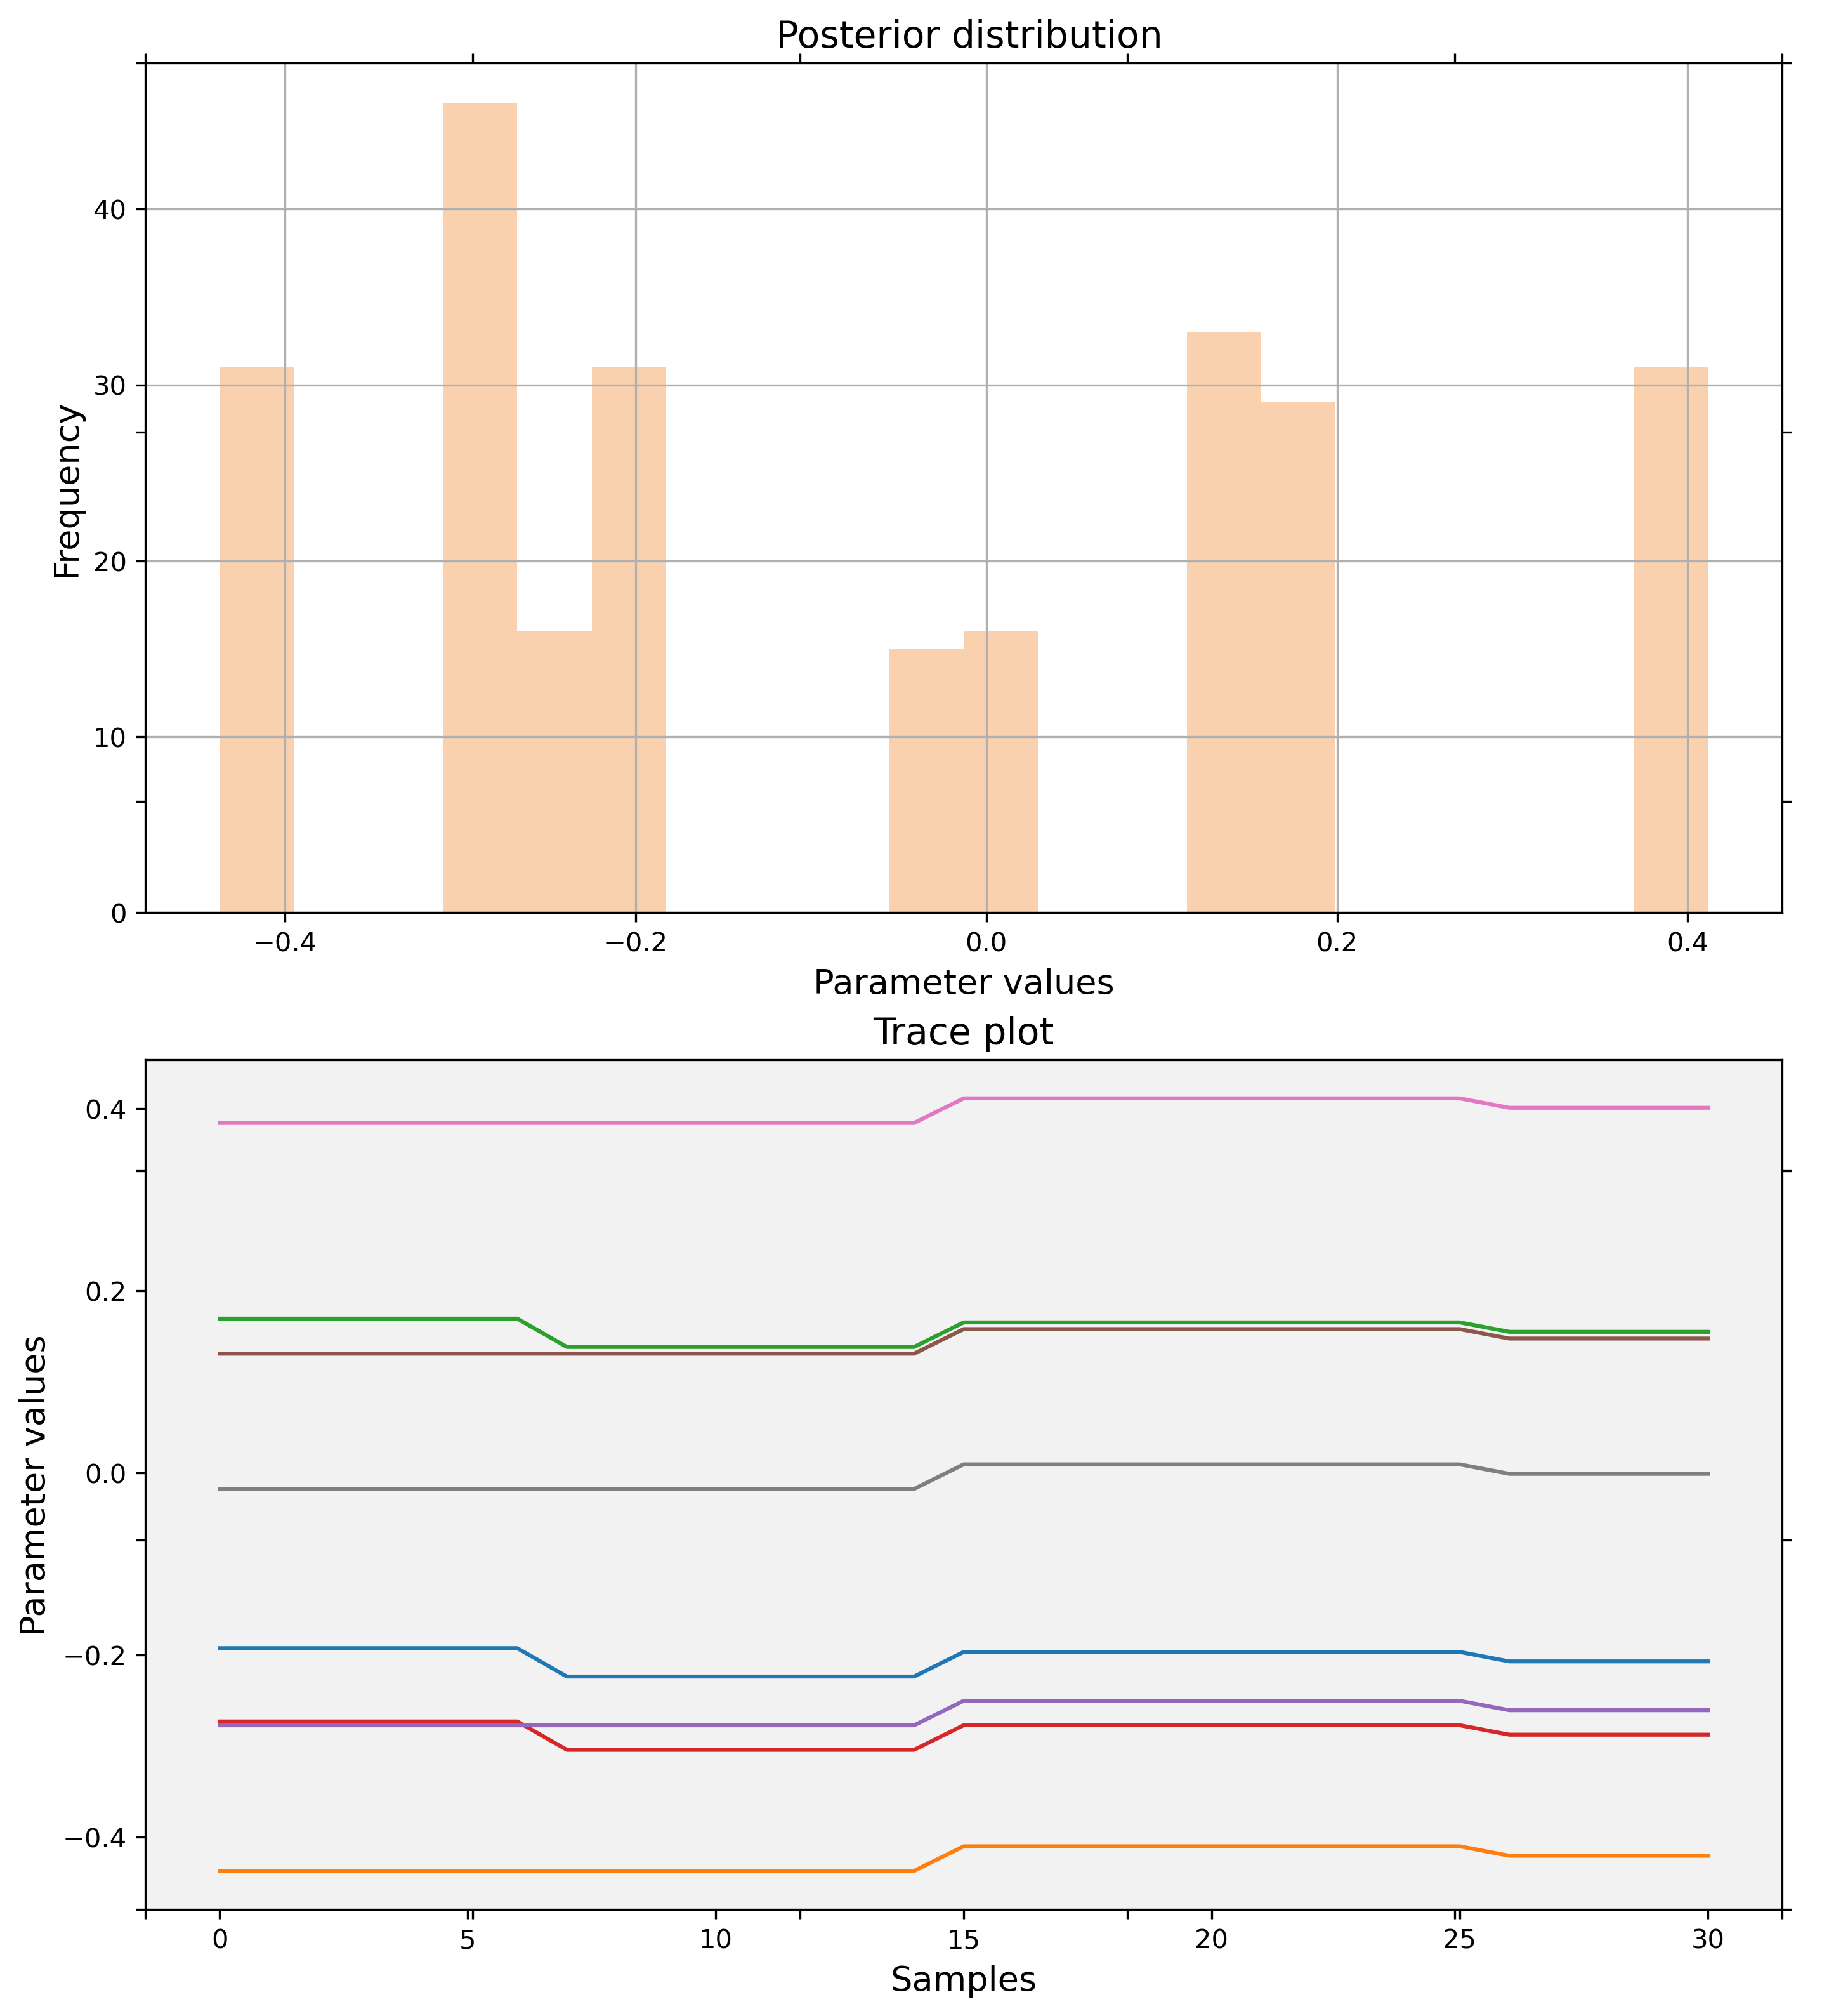 Posterior distribution
Frequency
40
30
20
10
0
−0.4 −0.2 0.0 0.2 0.4
Parameter values
Trace plot
Parameter values
0.4
0.2
0.0
−0.2
−0.4
0 5 10 15 20 25 30
Samples